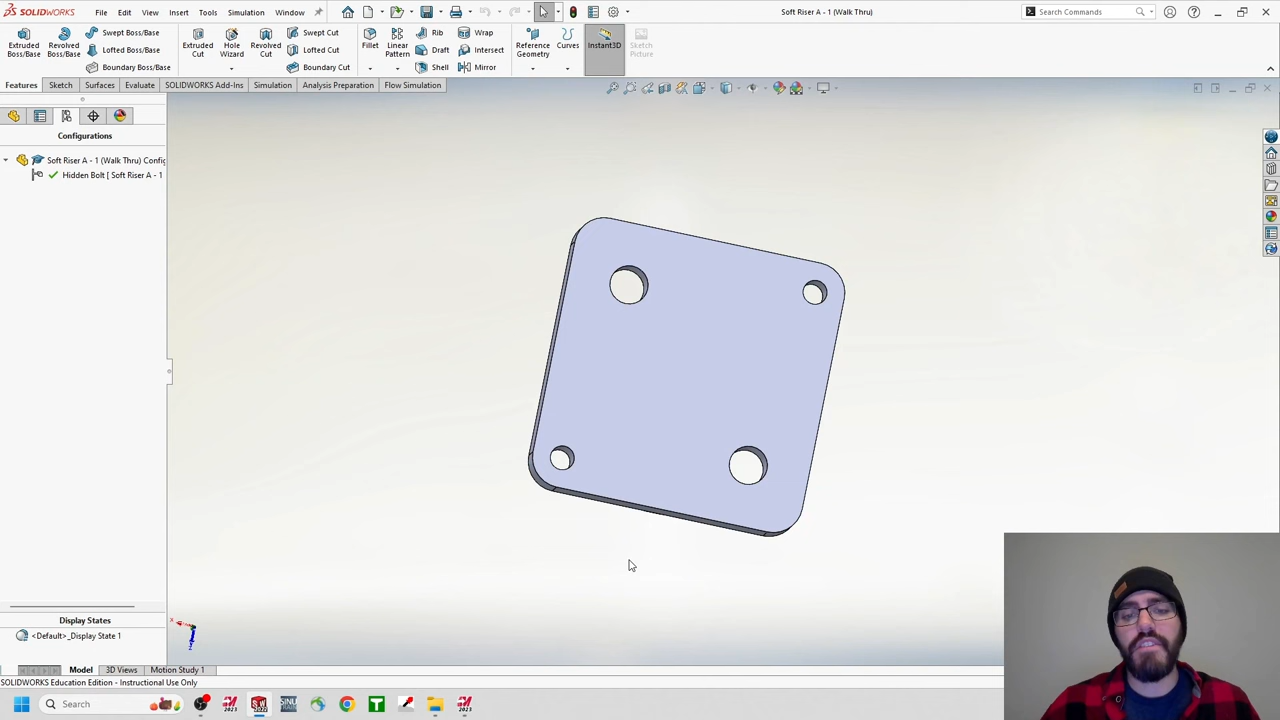 SOLIDWORKS File Edit View Insert Tools Simulation Window Soft Riser A - 1 (Walk Thru) Search Commands
Extruded Boss/Base Revolved Boss/Base Swept Boss/Base Lofted Boss/Base Boundary Boss/Base Extruded Cut Hole Wizard Revolved Cut Swept Cut Lofted Cut Boundary Cut Fillet Linear Pattern Rib Draft Shell Wrap Intersect Mirror Reference Geometry Curves Instant3D Sketch Picture
Features Sketch Surfaces Evaluate SOLIDWORKS Add-Ins Simulation Analysis Preparation Flow Simulation
Configurations
Soft Riser A - 1 (Walk Thru) Config
Hidden Bolt [ Soft Riser A - 1
Display States
<Default>_Display State 1
Model 3D Views Motion Study 1
SOLIDWORKS Education Edition - Instructional Use Only
Search